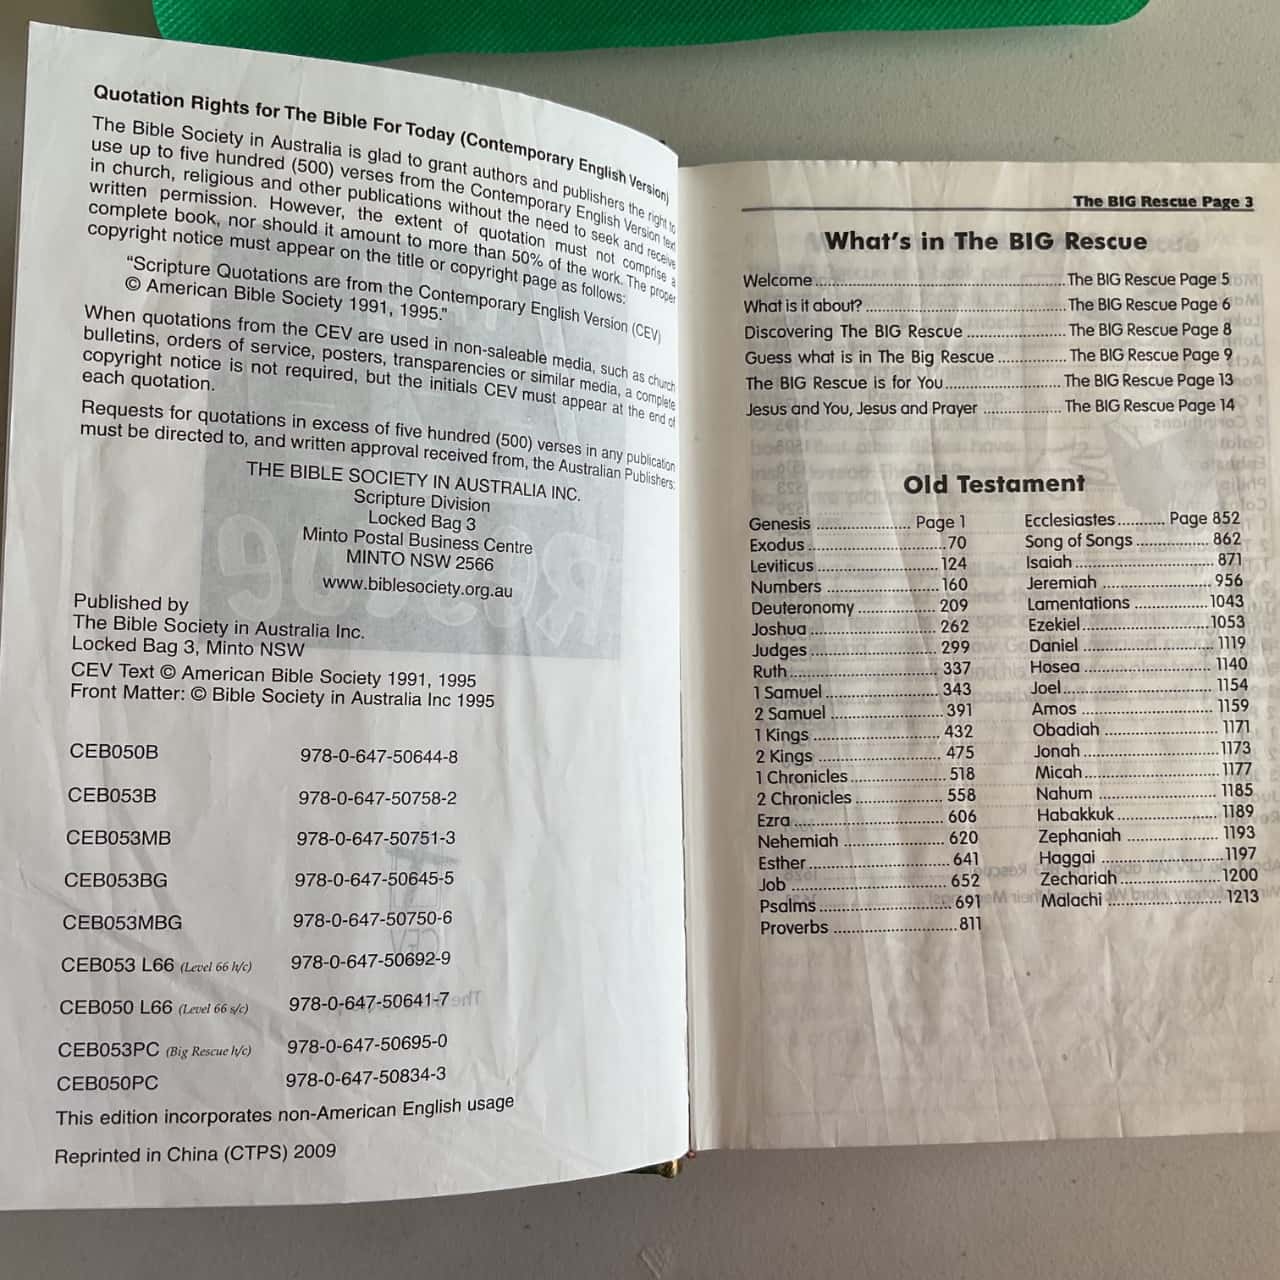 Quotation Rights for The Bible For Today (Contemporary English Version)
The Bible Society in Australia is glad to grant authors and publishers the right to
use up to five hundred (500) verses from the Contemporary English Version text
in church, religious and other publications without the need to seek and receive
written permission. However, the extent of quotation must not comprise a
complete book, nor should it amount to more than 50% of the work. The proper
copyright notice must appear on the title or copyright page as follows:
“Scripture Quotations are from the Contemporary English Version (CEV)
© American Bible Society 1991, 1995.”
When quotations from the CEV are used in non-saleable media, such as church
bulletins, orders of service, posters, transparencies or similar media, a complete
copyright notice is not required, but the initials CEV must appear at the end of
each quotation.
Requests for quotations in excess of five hundred (500) verses in any publication
must be directed to, and written approval received from, the Australian Publishers:
THE BIBLE SOCIETY IN AUSTRALIA INC.
Scripture Division
Locked Bag 3
Minto Postal Business Centre
MINTO NSW 2566
www.biblesociety.org.au
Published by
The Bible Society in Australia Inc.
Locked Bag 3, Minto NSW
CEV Text © American Bible Society 1991, 1995
Front Matter: © Bible Society in Australia Inc 1995
CEB050B 978-0-647-50644-8
CEB053B 978-0-647-50758-2
CEB053MB 978-0-647-50751-3
CEB053BG 978-0-647-50645-5
CEB053MBG 978-0-647-50750-6
CEB053 L66 (Level 66 h/c) 978-0-647-50692-9
CEB050 L66 (Level 66 s/c) 978-0-647-50641-7
CEB053PC (Big Rescue h/c) 978-0-647-50695-0
CEB050PC 978-0-647-50834-3
This edition incorporates non-American English usage
Reprinted in China (CTPS) 2009
The BIG Rescue Page 3
What's in The BIG Rescue
Welcome ........ The BIG Rescue Page 5
What is it about? ........ The BIG Rescue Page 6
Discovering The BIG Rescue ........ The BIG Rescue Page 8
Guess what is in The Big Rescue ........ The BIG Rescue Page 9
The BIG Rescue is for You ........ The BIG Rescue Page 13
Jesus and You, Jesus and Prayer ........ The BIG Rescue Page 14
Old Testament
Genesis ........ Page 1
Exodus ........ 70
Leviticus ........ 124
Numbers ........ 160
Deuteronomy ........ 209
Joshua ........ 262
Judges ........ 299
Ruth ........ 337
1 Samuel ........ 343
2 Samuel ........ 391
1 Kings ........ 432
2 Kings ........ 475
1 Chronicles ........ 518
2 Chronicles ........ 558
Ezra ........ 606
Nehemiah ........ 620
Esther ........ 641
Job ........ 652
Psalms ........ 691
Proverbs ........ 811
Ecclesiastes ........ Page 852
Song of Songs ........ 862
Isaiah ........ 871
Jeremiah ........ 956
Lamentations ........ 1043
Ezekiel ........ 1053
Daniel ........ 1119
Hosea ........ 1140
Joel ........ 1154
Amos ........ 1159
Obadiah ........ 1171
Jonah ........ 1173
Micah ........ 1177
Nahum ........ 1185
Habakkuk ........ 1189
Zephaniah ........ 1193
Haggai ........ 1197
Zechariah ........ 1200
Malachi ........ 1213